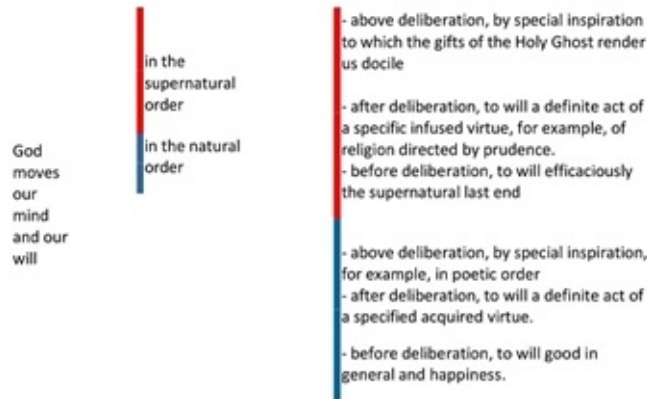 God
moves
our
mind
and our
will
in the
supernatural
order
in the natural
order
- above deliberation, by special inspiration
to which the gifts of the Holy Ghost render
us docile
- after deliberation, to will a definite act of
a specific infused virtue, for example, of
religion directed by prudence.
- before deliberation, to will efficaciously
the supernatural last end
- above deliberation, by special inspiration,
for example, in poetic order
- after deliberation, to will a definite act of
a specified acquired virtue.
- before deliberation, to will good in
general and happiness.